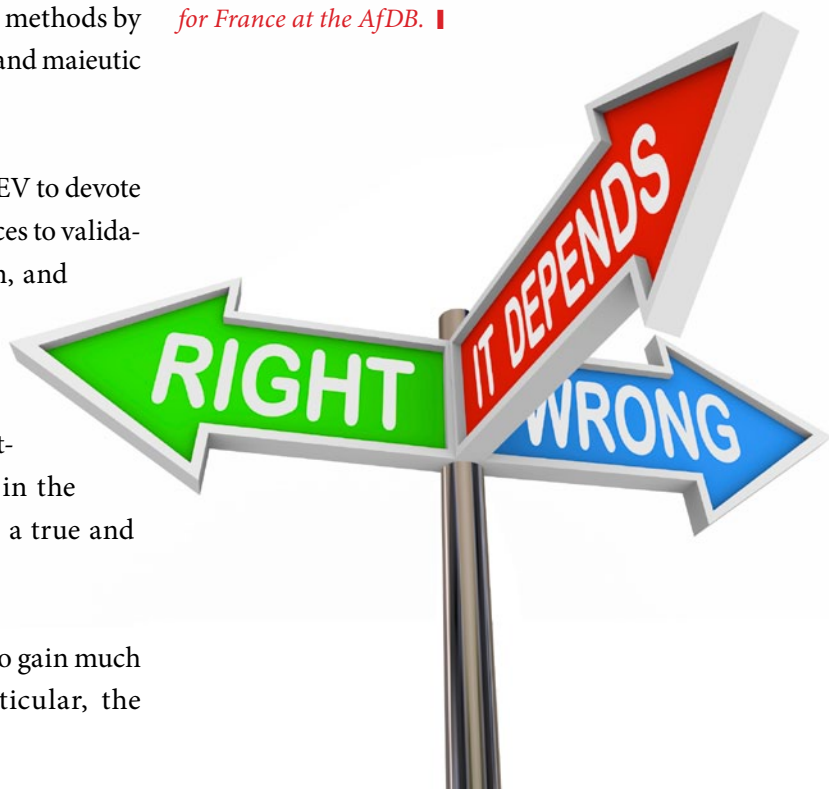 methods by
and maieutic
EV to devote
ces to valida-
n, and
t-
in the
a true and
o gain much
ticular, the
for France at the AfDB.
IT DEPENDS
RIGHT
WRONG